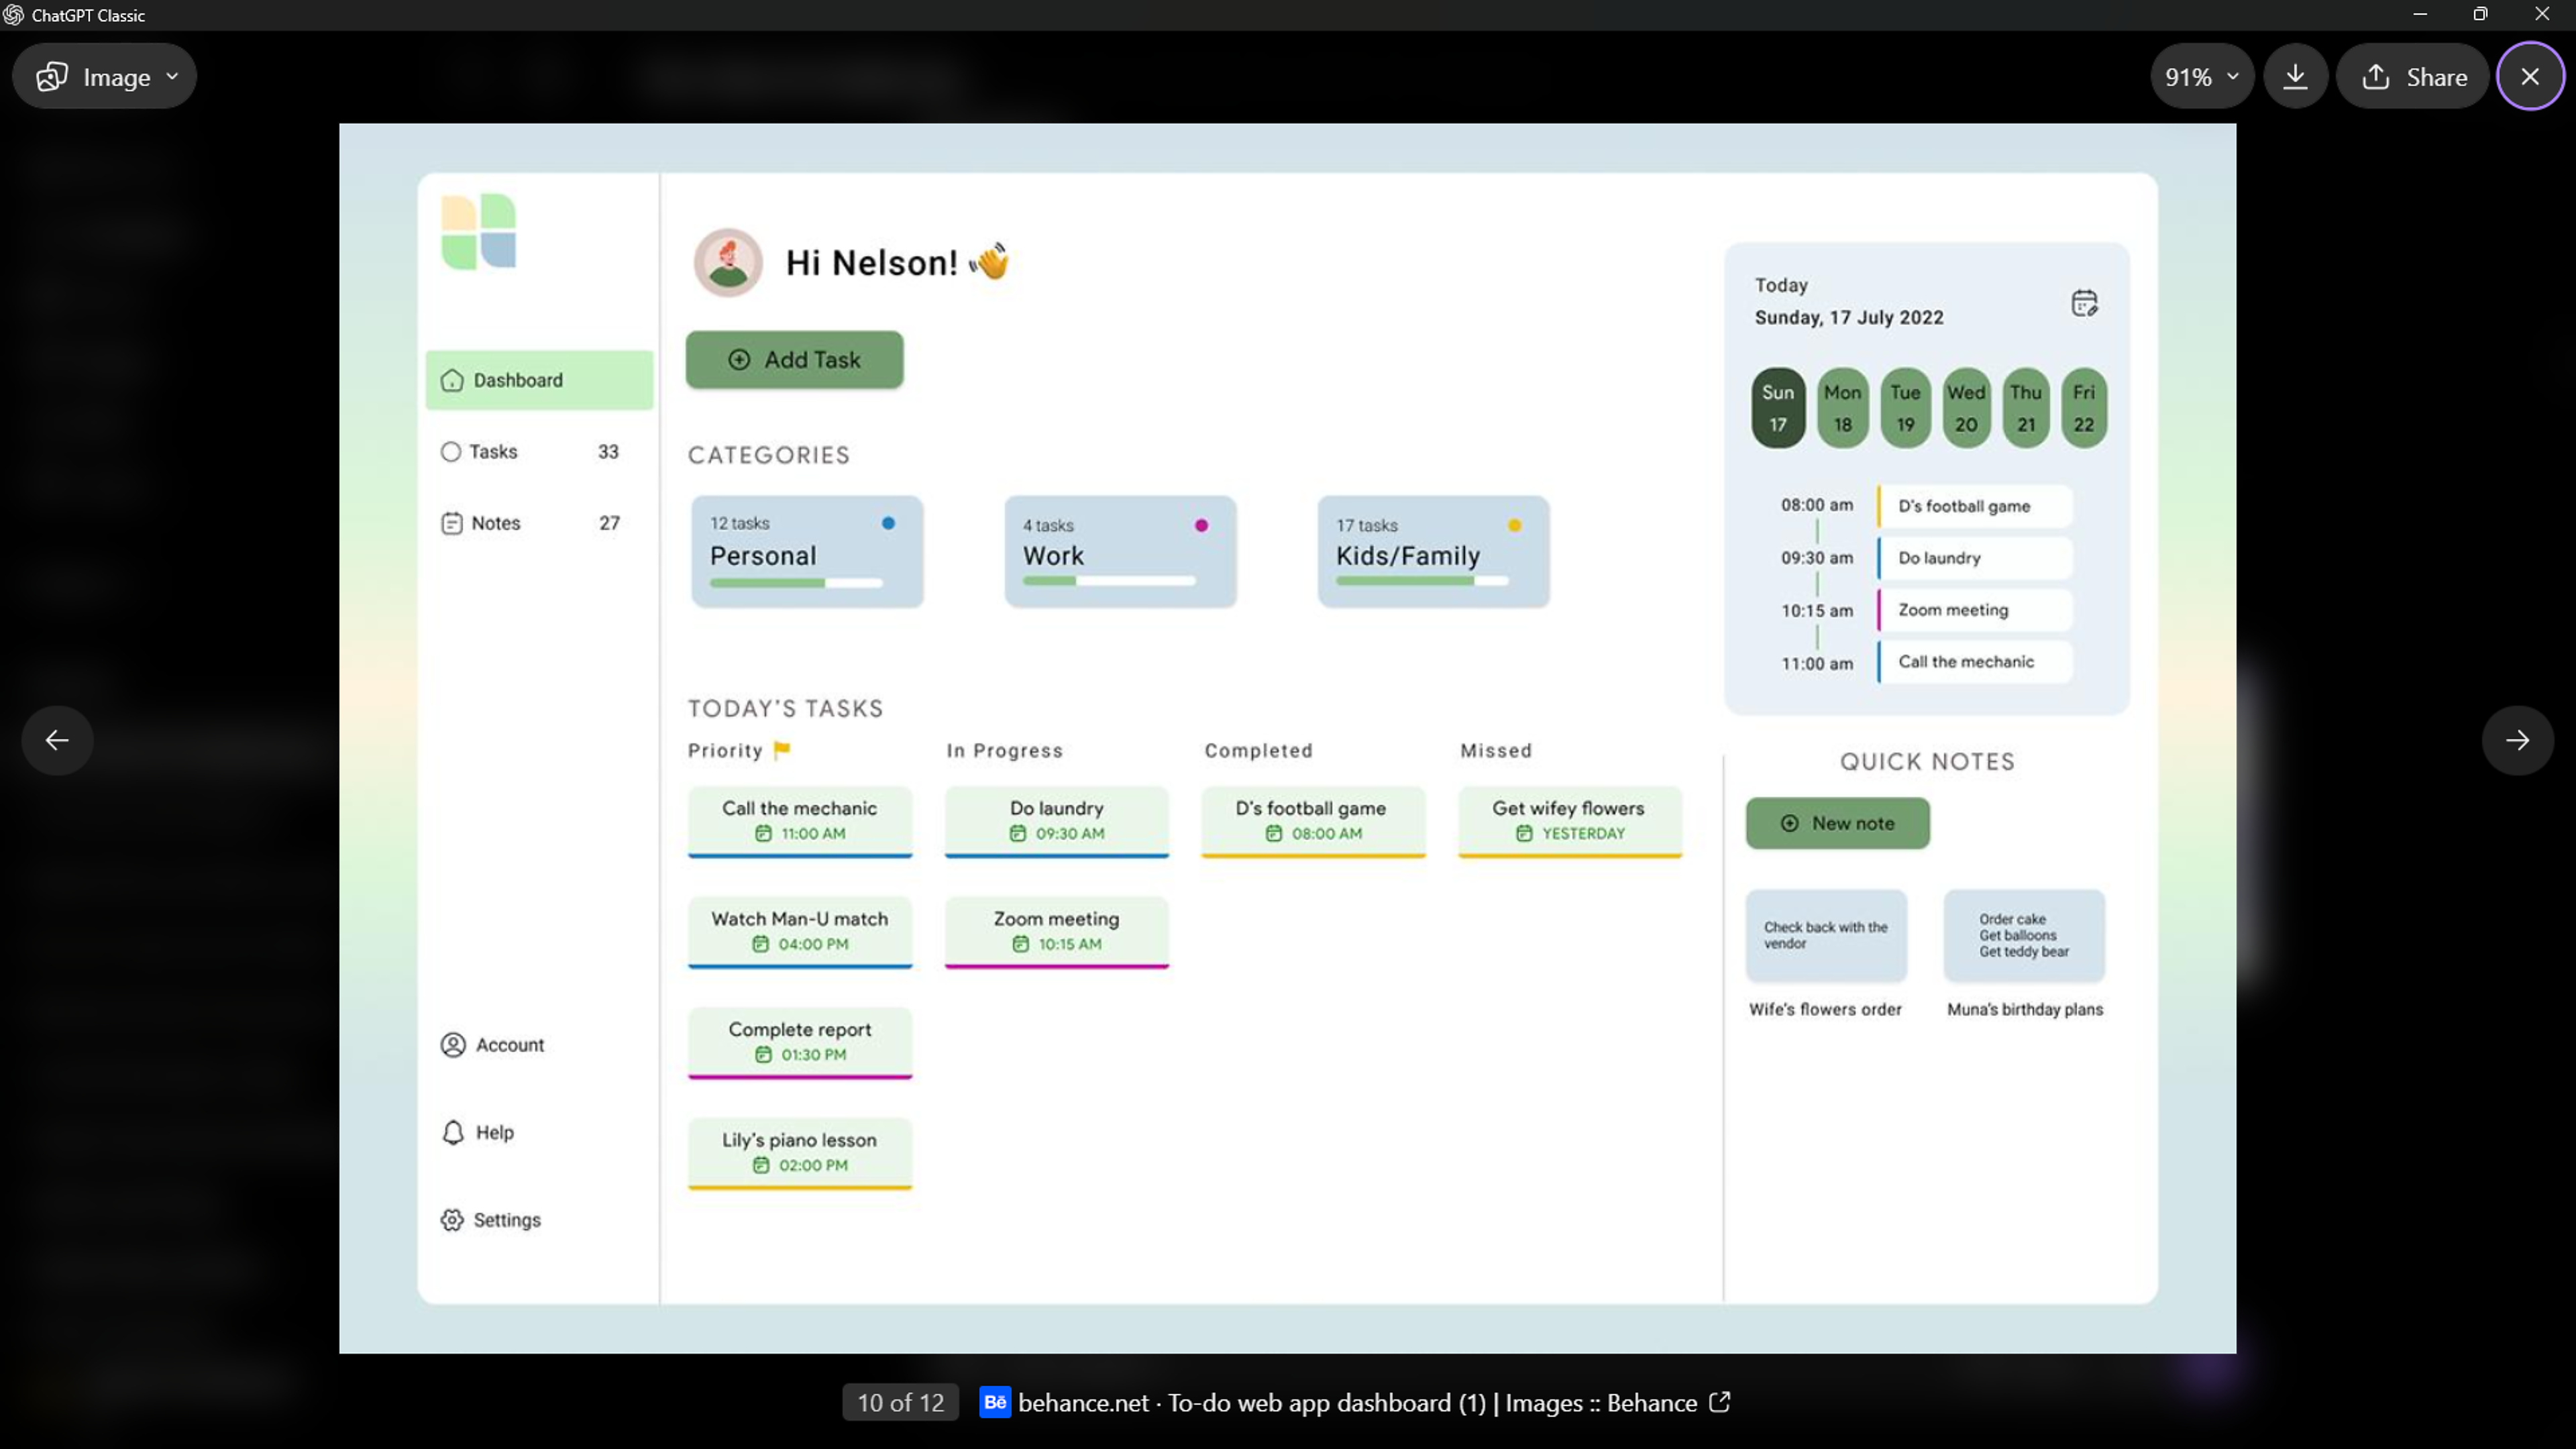 ChatGPT Classic
Image
91%
Share
Hi Nelson!
Add Task
Dashboard
Tasks 33
Notes 27
Account
Help
Settings
CATEGORIES
12 tasks
Personal
4 tasks
Work
17 tasks
Kids/Family
TODAY'S TASKS
Priority
Call the mechanic
11:00 AM
Watch Man-U match
04:00 PM
Complete report
01:30 PM
Lily's piano lesson
02:00 PM
In Progress
Do laundry
09:30 AM
Zoom meeting
10:15 AM
Completed
D's football game
08:00 AM
Missed
Get wifey flowers
YESTERDAY
Today
Sunday, 17 July 2022
Sun Mon Tue Wed Thu Fri
17 18 19 20 21 22
08:00 am D's football game
09:30 am Do laundry
10:15 am Zoom meeting
11:00 am Call the mechanic
QUICK NOTES
New note
Check back with the
vendor
Wife's flowers order
Order cake
Get balloons
Get teddy bear
Muna's birthday plans
10 of 12
Bē behance.net · To-do web app dashboard (1) | Images :: Behance